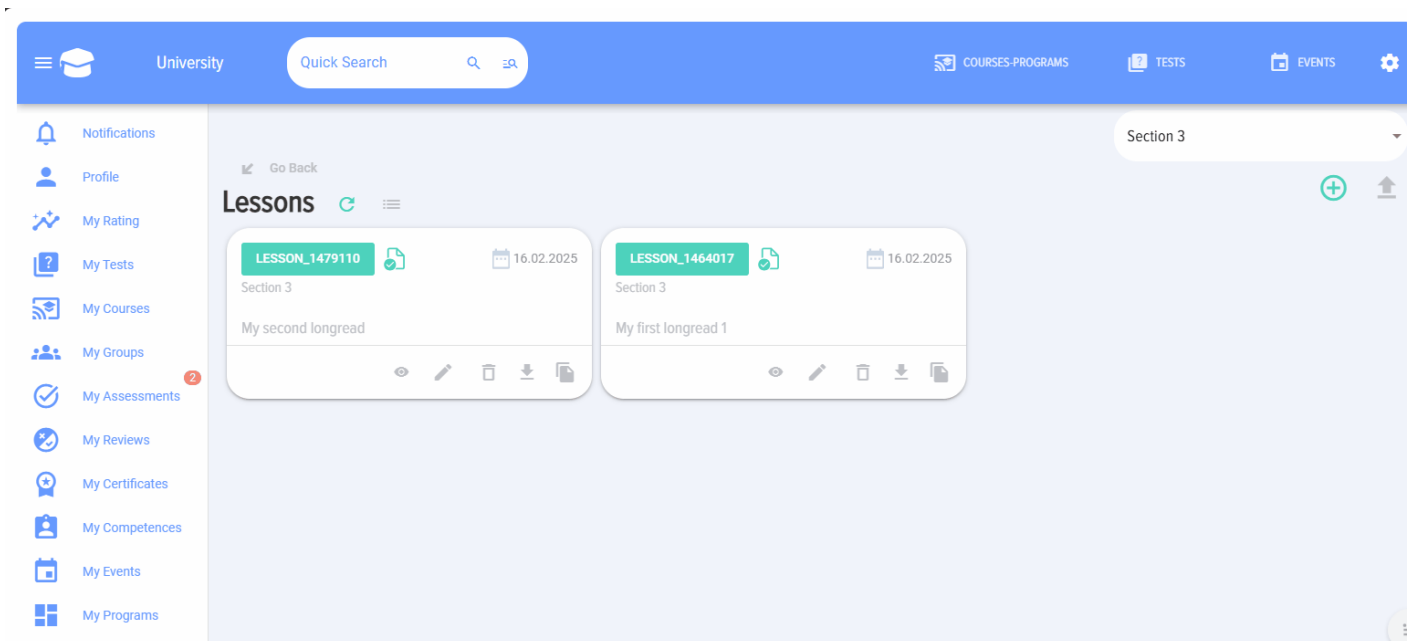 University
Quick Search
COURSES-PROGRAMS
TESTS
EVENTS
Notifications
Profile
My Rating
My Tests
My Courses
My Groups
2
My Assessments
My Reviews
My Certificates
My Competences
My Events
My Programs
Section 3
Go Back
Lessons
LESSON_1479110 16.02.2025
Section 3
My second longread
LESSON_1464017 16.02.2025
Section 3
My first longread 1